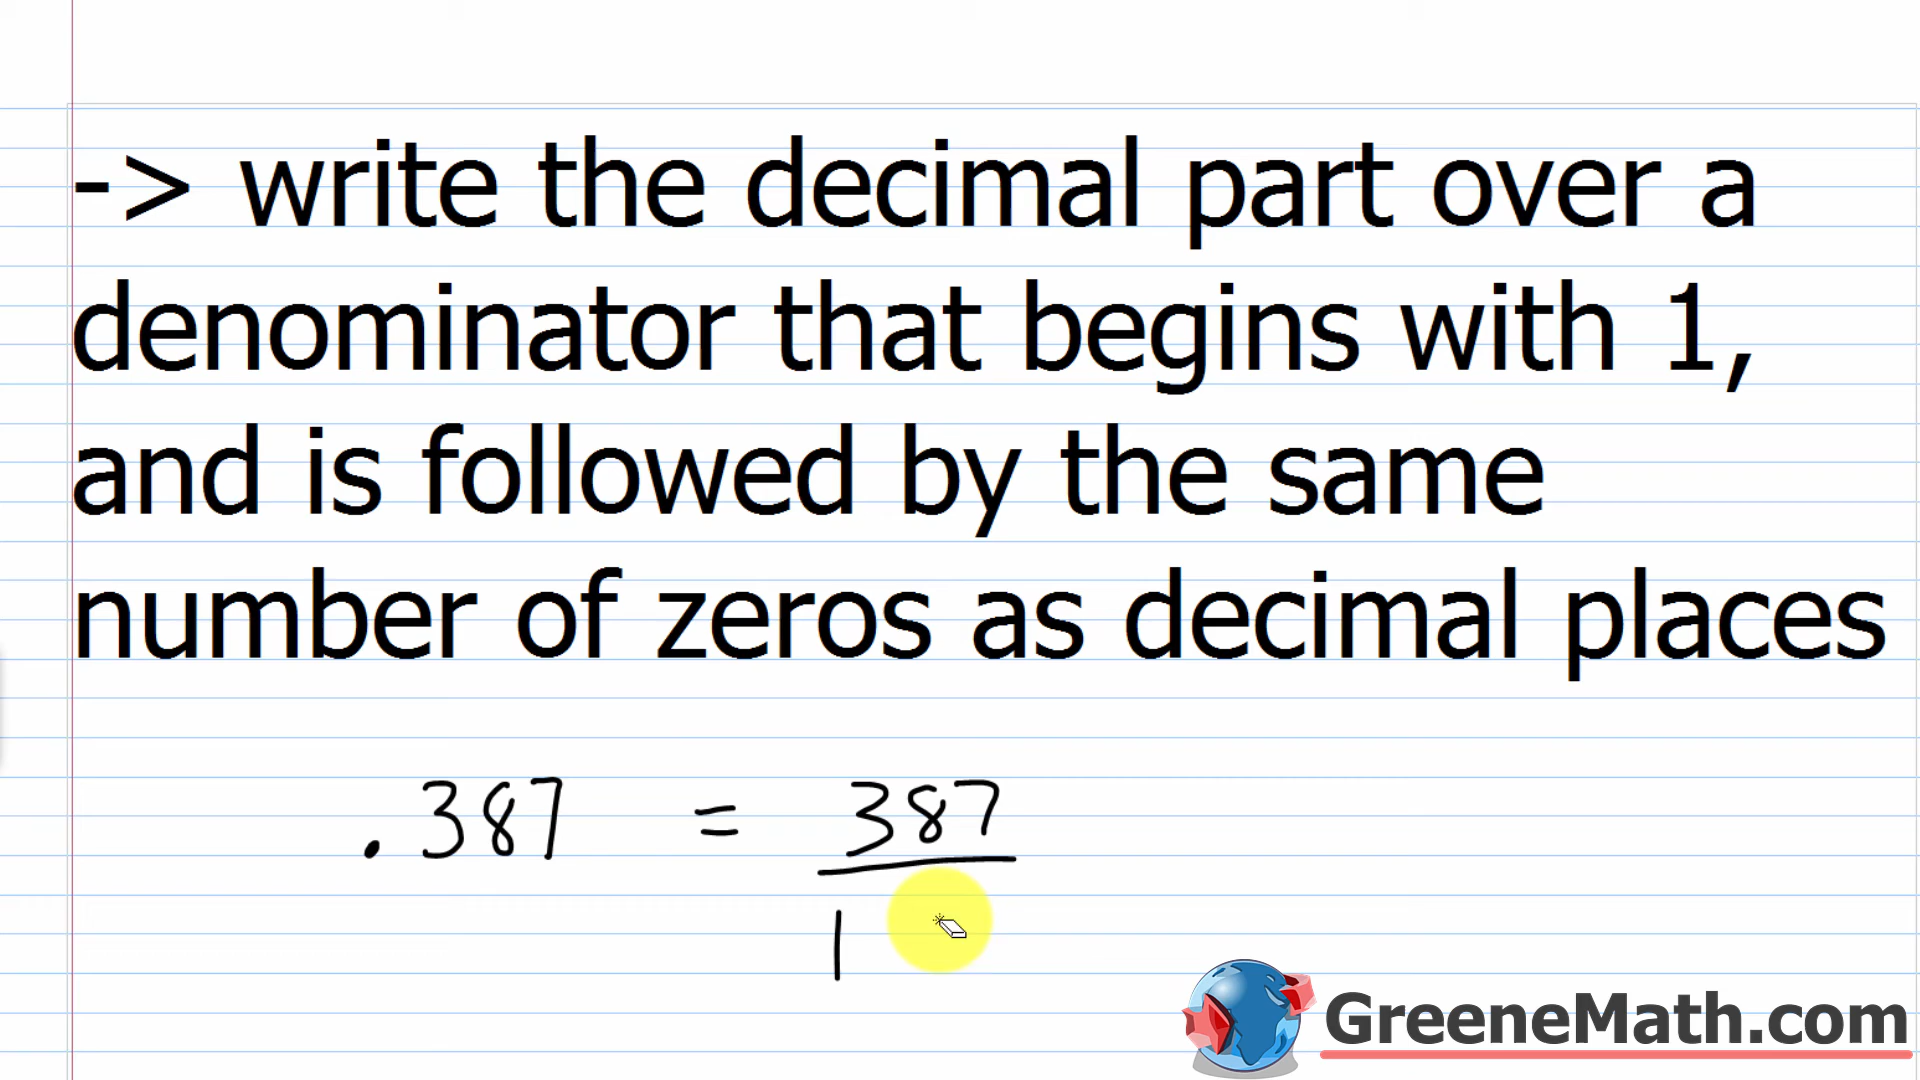 -> write the decimal part over a
denominator that begins with 1,
and is followed by the same
number of zeros as decimal places
.387 = 387
1
GreeneMath.com